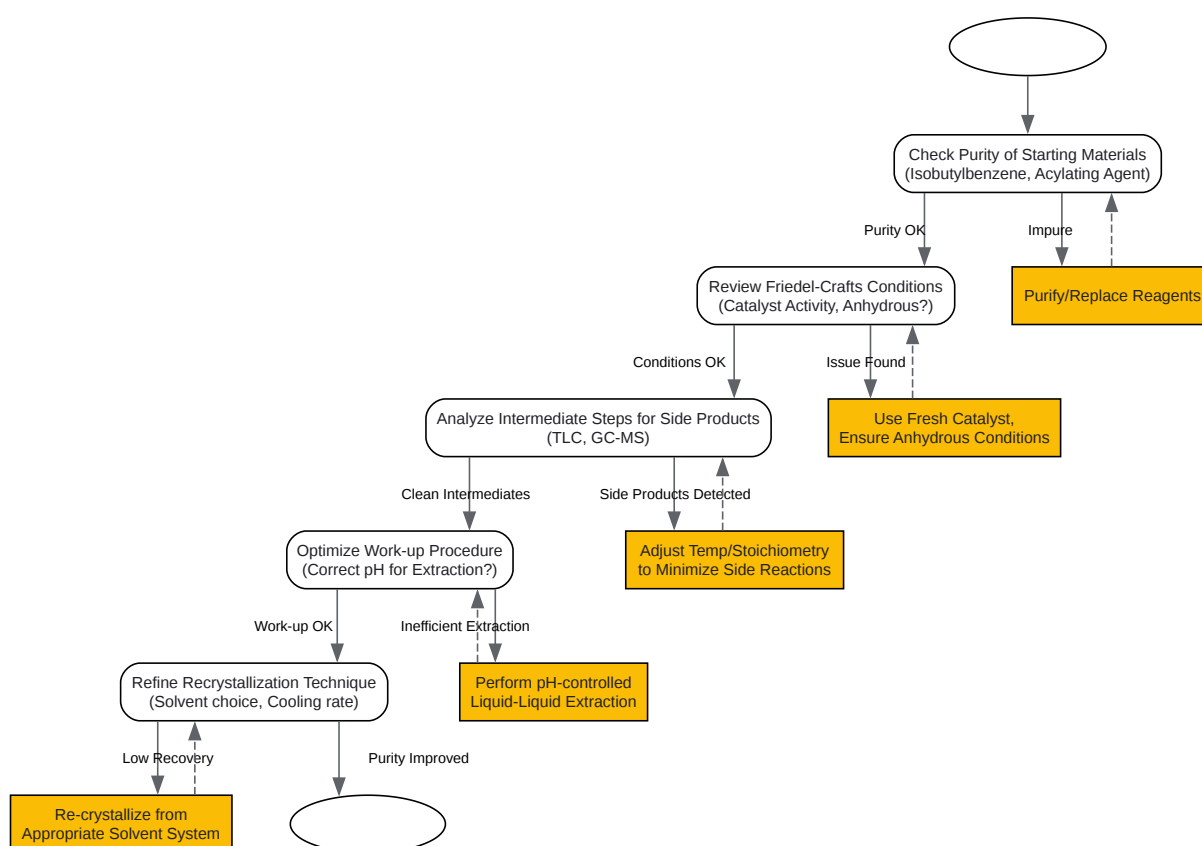 Check Purity of Starting Materials
(Isobutylbenzene, Acylating Agent)
Purity OK
Impure
Review Friedel-Crafts Conditions
(Catalyst Activity, Anhydrous?)
Purify/Replace Reagents
Conditions OK
Issue Found
Analyze Intermediate Steps for Side Products
(TLC, GC-MS)
Use Fresh Catalyst,
Ensure Anhydrous Conditions
Clean Intermediates
Side Products Detected
Optimize Work-up Procedure
(Correct pH for Extraction?)
Adjust Temp/Stoichiometry
to Minimize Side Reactions
Work-up OK
Inefficient Extraction
Refine Recrystallization Technique
(Solvent choice, Cooling rate)
Perform pH-controlled
Liquid-Liquid Extraction
Low Recovery
Purity Improved
Re-crystallize from
Appropriate Solvent System